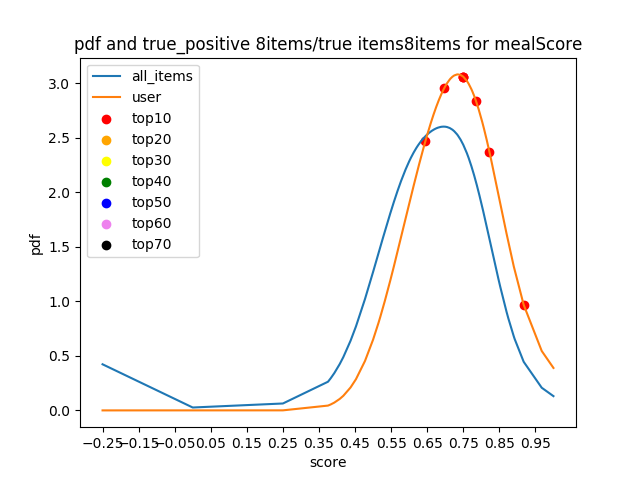 pdf and true_positive 8items/true items8items for mealScore
all_items
user
top10
top20
top30
top40
top50
top60
top70
pdf
3.0
2.5
2.0
1.5
1.0
0.5
0.0
−0.25 −0.15 −0.05 0.05 0.15 0.25 0.35 0.45 0.55 0.65 0.75 0.85 0.95
score